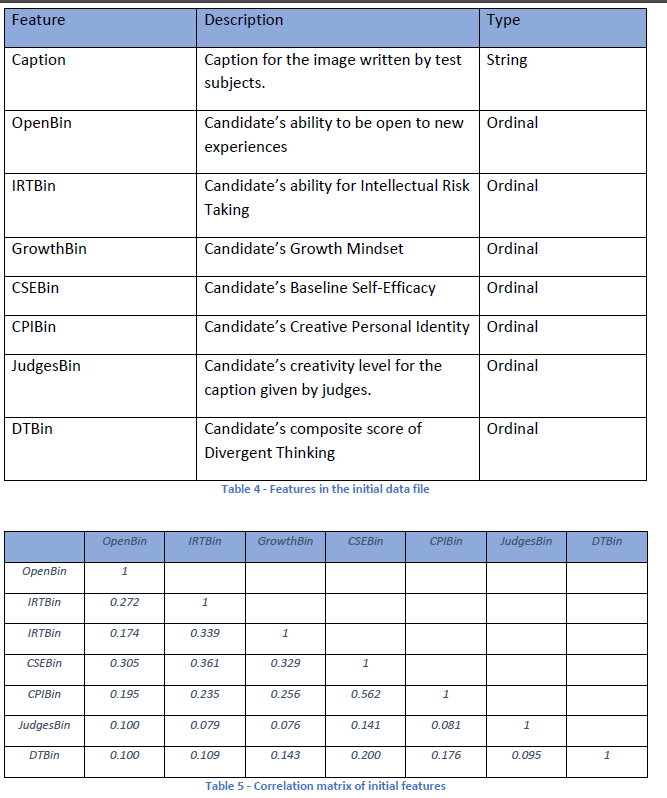 Feature Description Type
Caption Caption for the image written by test String
subjects.
OpenBin Candidate’s ability to be open to new Ordinal
experiences
IRTBin Candidate’s ability for Intellectual Risk Ordinal
Taking
GrowthBin Candidate’s Growth Mindset Ordinal
CSEBin Candidate’s Baseline Self-Efficacy Ordinal
CPIBin Candidate’s Creative Personal Identity Ordinal
JudgesBin Candidate’s creativity level for the Ordinal
caption given by judges.
DTBin Candidate’s composite score of Ordinal
Divergent Thinking
Table 4 - Features in the initial data file
OpenBin IRTBin GrowthBin CSEBin CPIBin JudgesBin DTBin
OpenBin 1
IRTBin 0.272 1
IRTBin 0.174 0.339 1
CSEBin 0.305 0.361 0.329 1
CPIBin 0.195 0.235 0.256 0.562 1
JudgesBin 0.100 0.079 0.076 0.141 0.081 1
DTBin 0.100 0.109 0.143 0.200 0.176 0.095 1
Table 5 - Correlation matrix of initial features